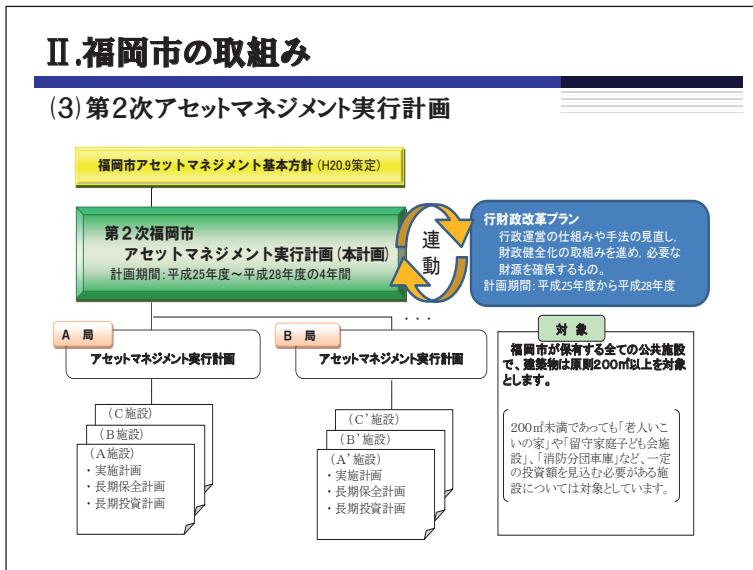 Ⅱ.福岡市の取組み
(3)第2次アセットマネジメント実行計画
福岡市アセットマネジメント基本方針(H20.9策定)
第2次福岡市
アセットマネジメント実行計画(本計画)
計画期間:平成25年度~平成28年度の4年間
連
動
行財政改革プラン
行政運営の仕組みや手法の見直し,
財政健全化の取組みを進め,必要な
財源を確保するもの。
計画期間:平成25年度から平成28年度
A 局
アセットマネジメント実行計画
B 局
アセットマネジメント実行計画
・・・
(C施設)
(B施設)
(A施設)
・実施計画
・長期保全計画
・長期投資計画
(C'施設)
(B'施設)
(A'施設)
・実施計画
・長期保全計画
・長期投資計画
対 象
福岡市が保有する全ての公共施設
で、建築物は原則200㎡以上を対象
とします。
200㎡未満であっても「老人いこ
いの家」や「留守家庭子ども会施
設」、「消防分団車庫」など、一定
の投資額を見込む必要がある施
設については対象としています。